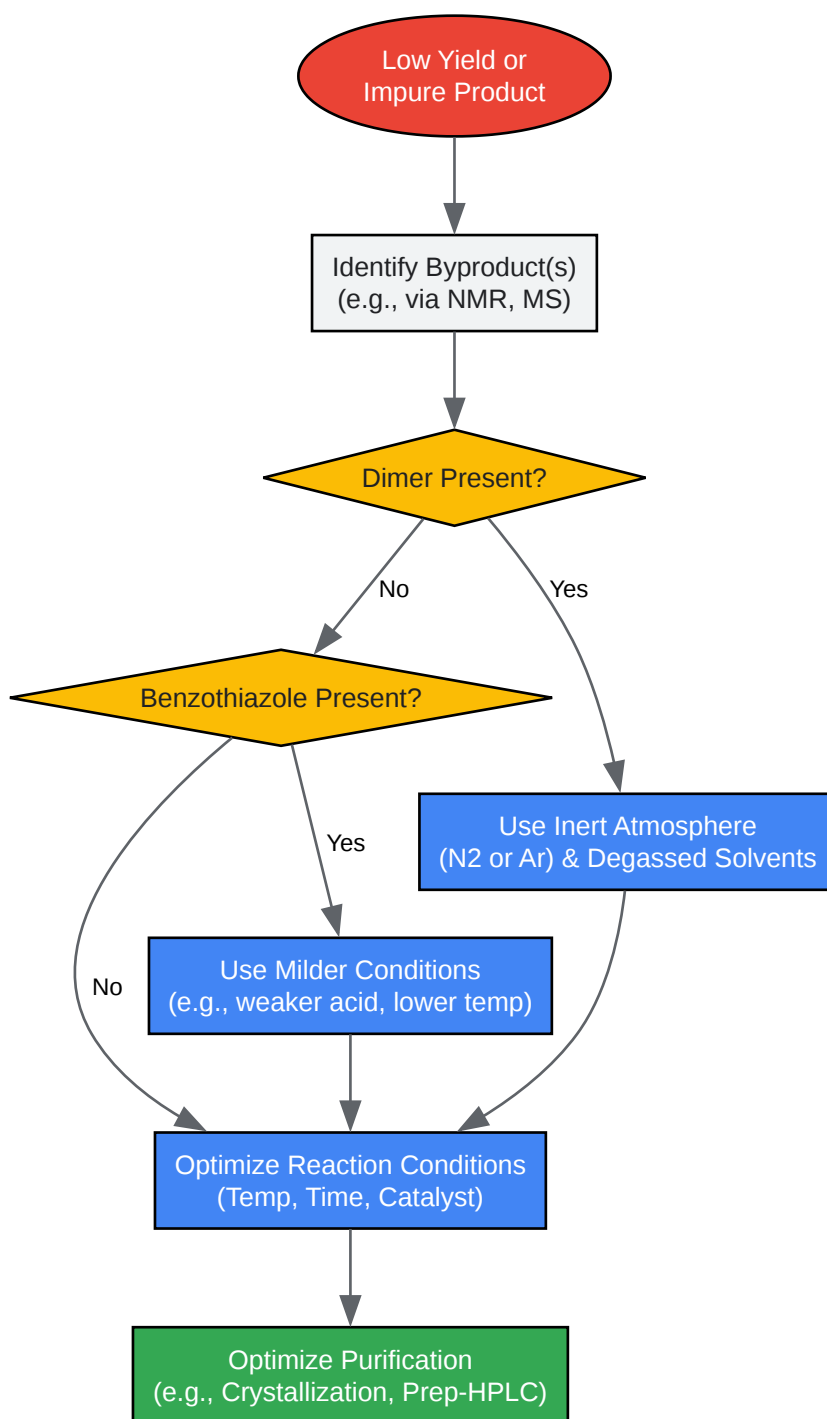 Low Yield or
Impure Product
Identify Byproduct(s)
(e.g., via NMR, MS)
Dimer Present?
No
Yes
Benzothiazole Present?
Use Inert Atmosphere
(N2 or Ar) & Degassed Solvents
Yes
Use Milder Conditions
(e.g., weaker acid, lower temp)
No
Optimize Reaction Conditions
(Temp, Time, Catalyst)
Optimize Purification
(e.g., Crystallization, Prep-HPLC)